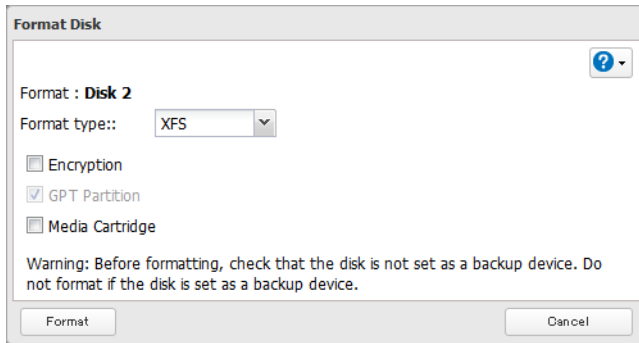 Format Disk
?
Format : Disk 2
Format type:: XFS
Encryption
GPT Partition
Media Cartridge
Warning: Before formatting, check that the disk is not set as a backup device. Do
not format if the disk is set as a backup device.
Format Cancel